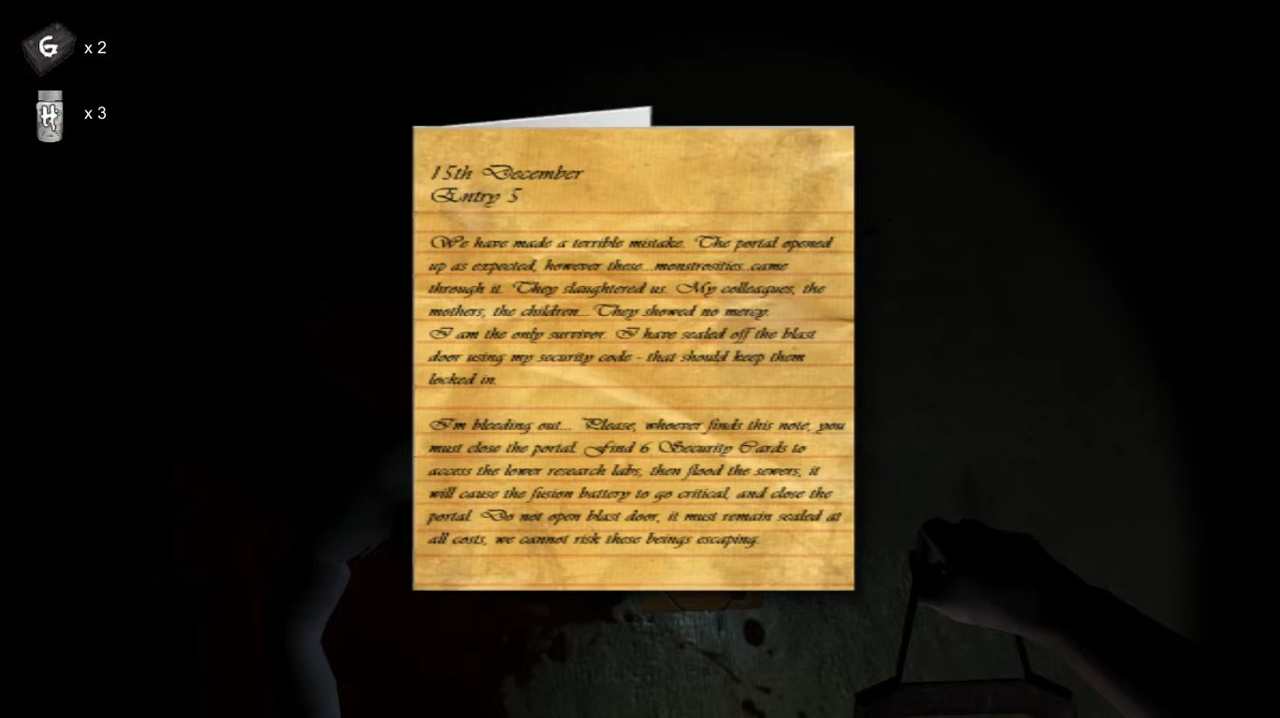 G x 2
H x 3
15th December
Entry 5
We have made a terrible mistake. The portal opened
up as expected, however these...monstrosities..came
through it. They slaughtered us. My colleagues, the
mothers, the children... They showed no mercy.
I am the only survivor. I have sealed off the blast
door using my security code - that should keep them
locked in.
I'm bleeding out... Please, whoever finds this note, you
must close the portal. Find 6 Security Cards to
access the lower research labs, then flood the sewers, it
will cause the fusion battery to go critical, and close the
portal. Do not open blast door, it must remain sealed at
all costs, we cannot risk these beings escaping.